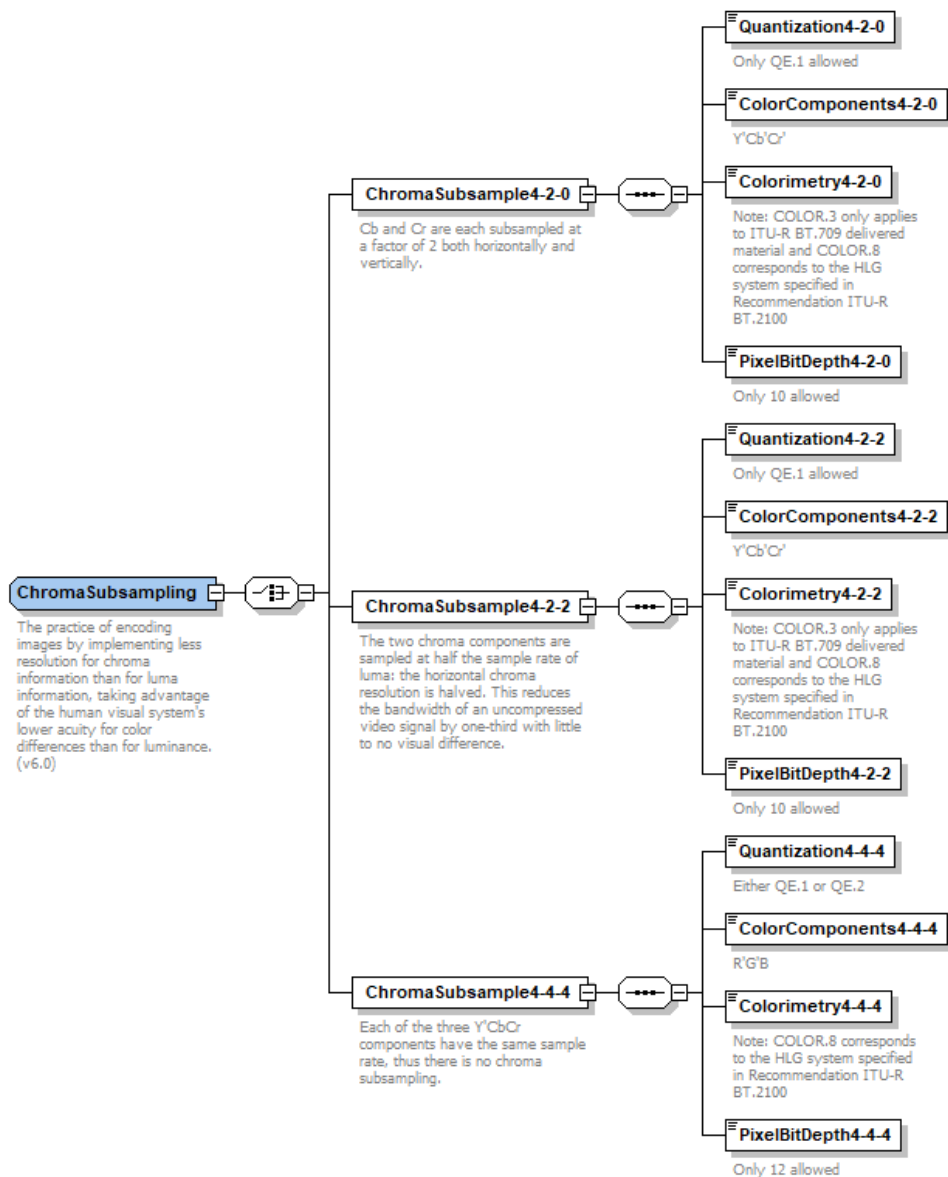 Quantization4-2-0
Only QE.1 allowed
ColorComponents4-2-0
Y'Cb'Cr'
ChromaSubsample4-2-0
Cb and Cr are each subsampled at
a factor of 2 both horizontally and
vertically.
Colorimetry4-2-0
Note: COLOR.3 only applies
to ITU-R BT.709 delivered
material and COLOR.8
corresponds to the HLG
system specified in
Recommendation ITU-R
BT.2100
PixelBitDepth4-2-0
Only 10 allowed
Quantization4-2-2
Only QE.1 allowed
ColorComponents4-2-2
Y'Cb'Cr'
ChromaSubsampling
The practice of encoding
images by implementing less
resolution for chroma
information than for luma
information, taking advantage
of the human visual system's
lower acuity for color
differences than for luminance.
(v6.0)
ChromaSubsample4-2-2
The two chroma components are
sampled at half the sample rate of
luma: the horizontal chroma
resolution is halved. This reduces
the bandwidth of an uncompressed
video signal by one-third with little
to no visual difference.
Colorimetry4-2-2
Note: COLOR.3 only applies
to ITU-R BT.709 delivered
material and COLOR.8
corresponds to the HLG
system specified in
Recommendation ITU-R
BT.2100
PixelBitDepth4-2-2
Only 10 allowed
Quantization4-4-4
Either QE.1 or QE.2
ColorComponents4-4-4
R'G'B
ChromaSubsample4-4-4
Each of the three Y'CbCr
components have the same sample
rate, thus there is no chroma
subsampling.
Colorimetry4-4-4
Note: COLOR.8 corresponds
to the HLG system specified
in Recommendation ITU-R
BT.2100
PixelBitDepth4-4-4
Only 12 allowed